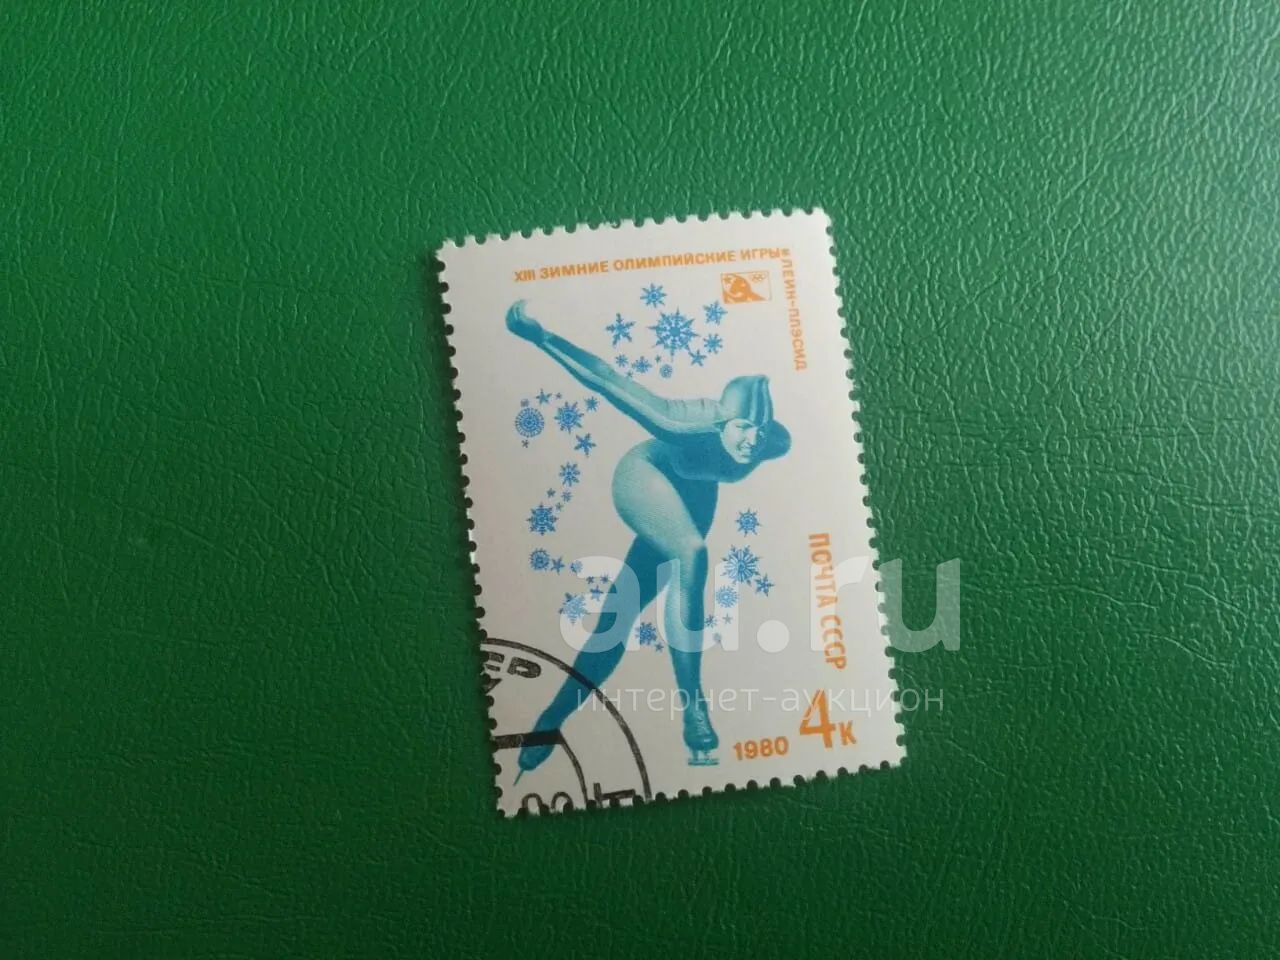 XIII ЗИМНИЕ ОЛИМПИЙСКИЕ ИГРЫ
ЛЕЙК-ПЛЭСИД
ПОЧТА СССР
1980 4к
au.ru
интернет-аукцион